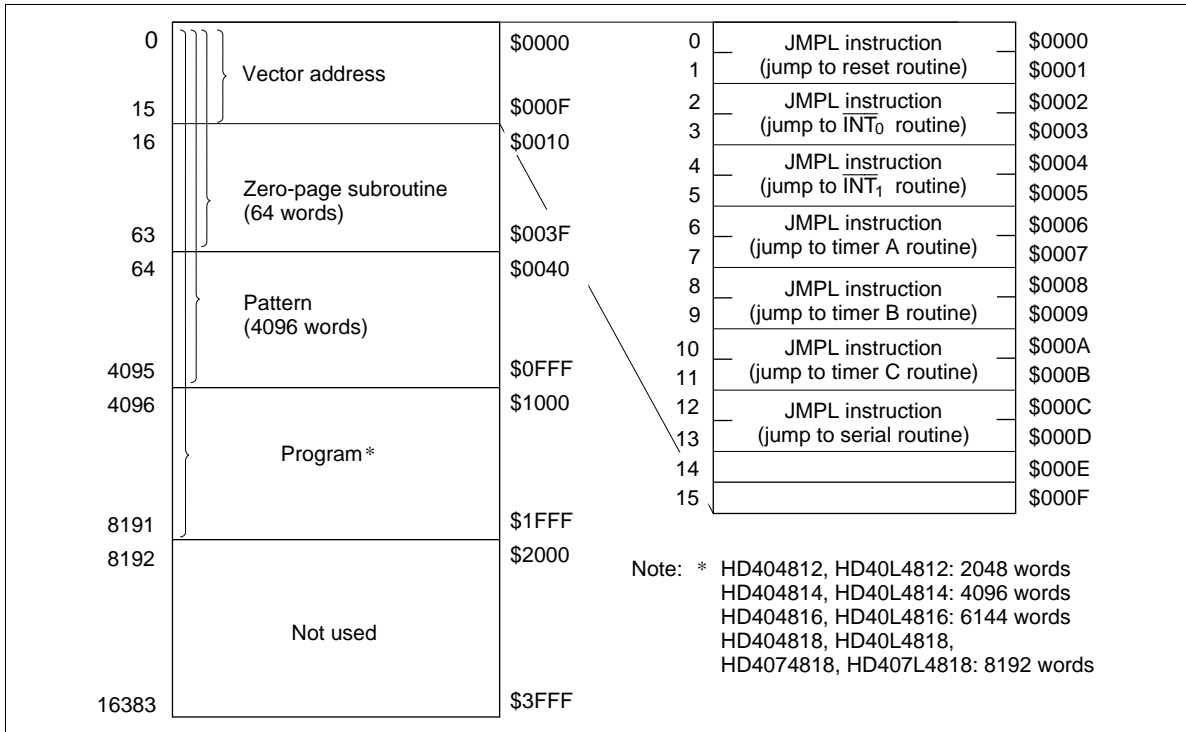 0
$0000
Vector address
15
$000F
16
$0010
Zero-page subroutine
(64 words)
63
$003F
64
$0040
Pattern
(4096 words)
4095
$0FFF
4096
$1000
Program*
8191
$1FFF
8192
$2000
Not used
16383
$3FFF
0
JMPL instruction
$0000
1
(jump to reset routine)
$0001
2
JMPL instruction
$0002
3
(jump to I̅N̅T̅₀ routine)
$0003
4
JMPL instruction
$0004
5
(jump to I̅N̅T̅₁ routine)
$0005
6
JMPL instruction
$0006
7
(jump to timer A routine)
$0007
8
JMPL instruction
$0008
9
(jump to timer B routine)
$0009
10
JMPL instruction
$000A
11
(jump to timer C routine)
$000B
12
JMPL instruction
$000C
13
(jump to serial routine)
$000D
14
$000E
15
$000F
Note: * HD404812, HD40L4812: 2048 words
HD404814, HD40L4814: 4096 words
HD404816, HD40L4816: 6144 words
HD404818, HD40L4818,
HD4074818, HD407L4818: 8192 words